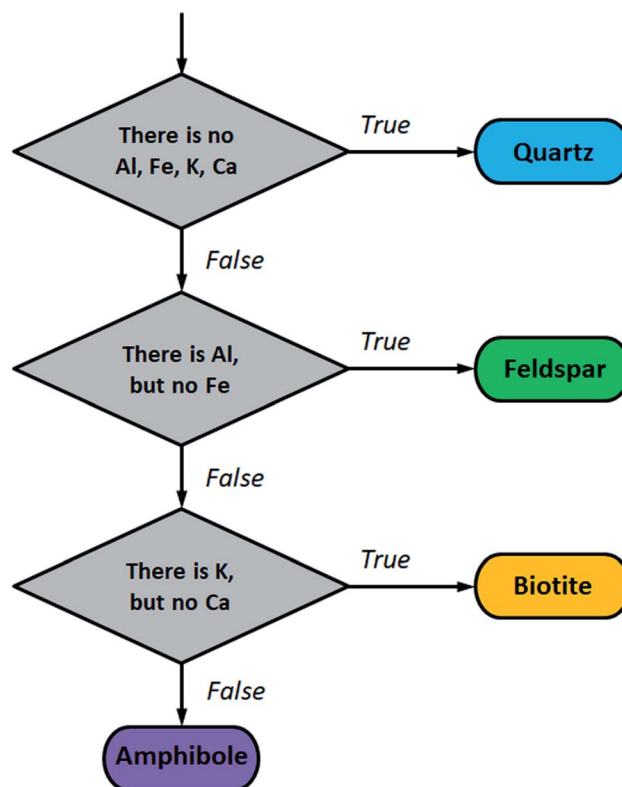 There is no
Al, Fe, K, Ca
True
Quartz
False
There is Al,
but no Fe
True
Feldspar
False
There is K,
but no Ca
True
Biotite
False
Amphibole